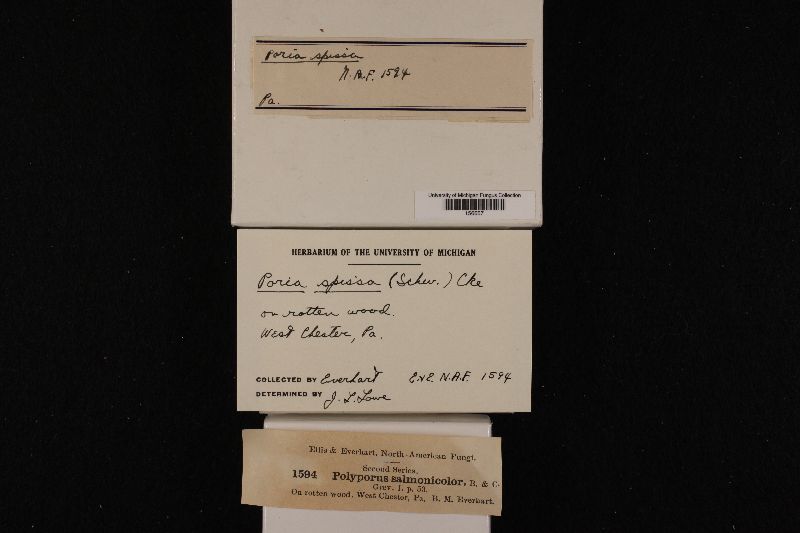 Poria spissa
N.A.F. 1594
Pa.
University of Michigan Fungus Collection
HERBARIUM OF THE UNIVERSITY OF MICHIGAN
Poria spissa (Schw.) Cke
on rotten wood.
West Chester, Pa.
COLLECTED BY Everhart E&E. N.A.F. 1594
DETERMINED BY J. L. Lowe
Ellis & Everhart, North American Fungi.
Second Series.
1594 Polyporus salmonicolor, B. & C.
Grev. 1. p. 53.
On rotten wood, West Chester, Pa. B. M. Everhart.